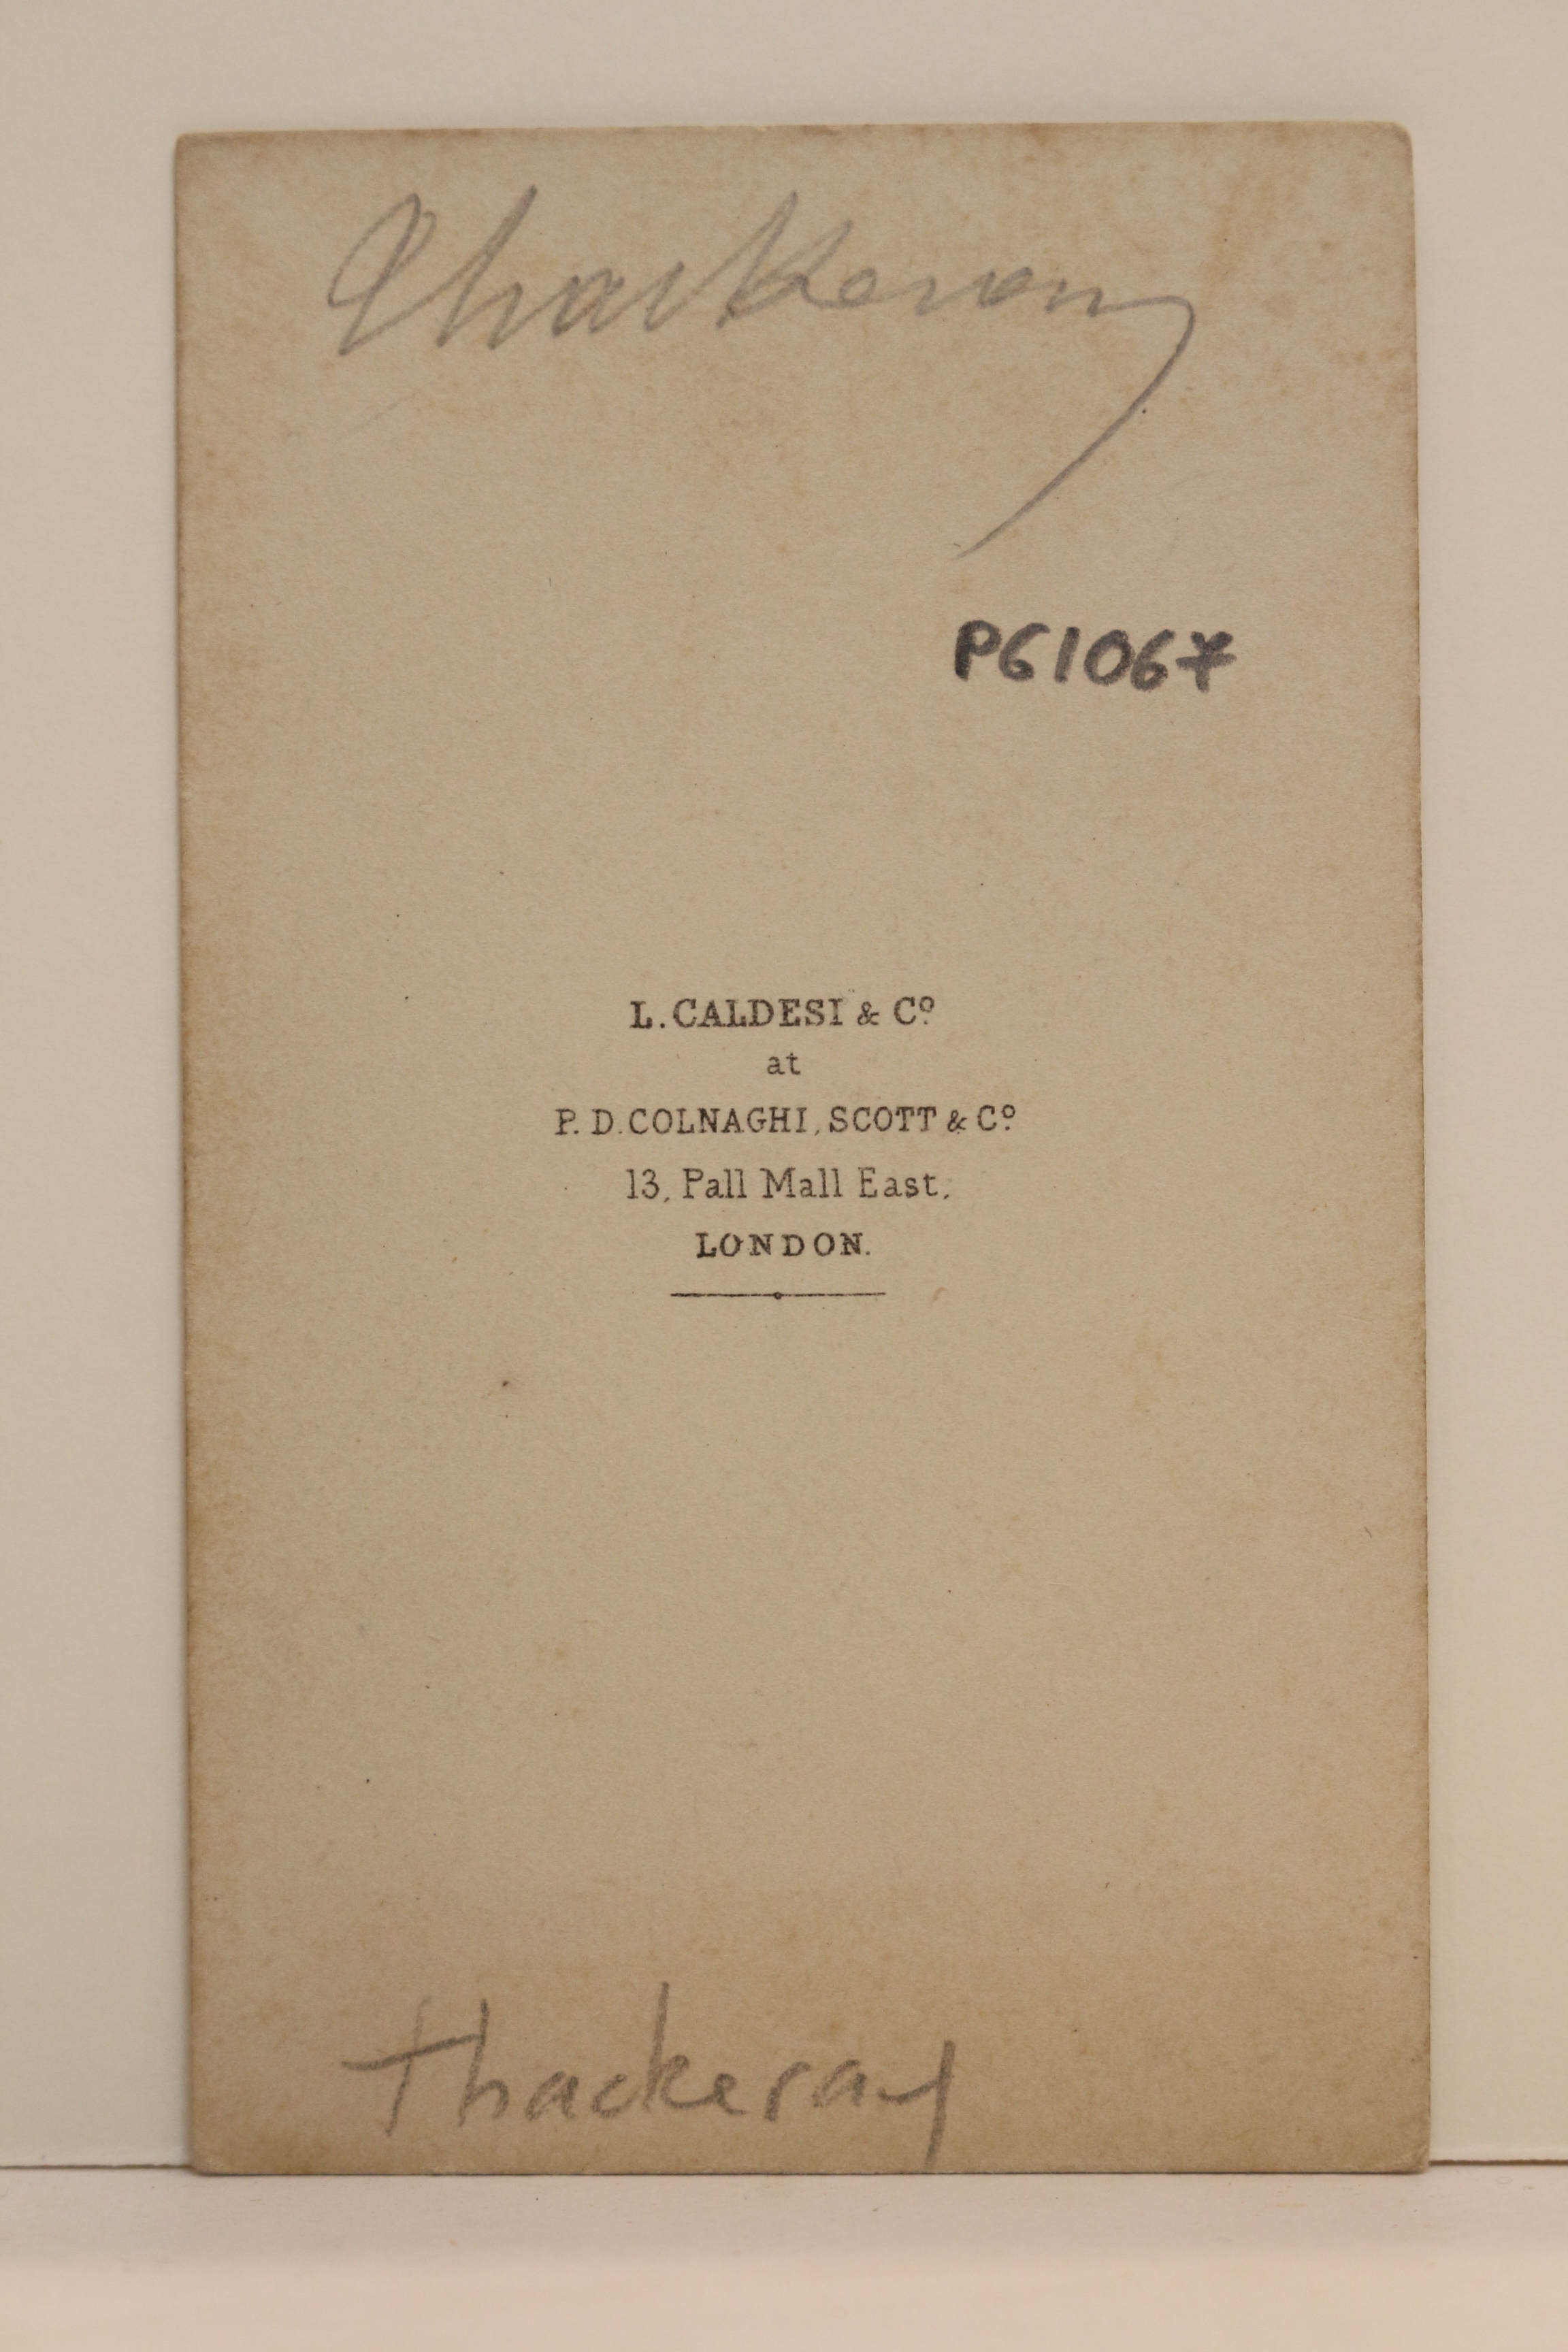 Thackeray
P61067
L. CALDESI & Cº
at
P. D. COLNAGHI, SCOTT & Cº
13, Pall Mall East,
LONDON.
Thackeray